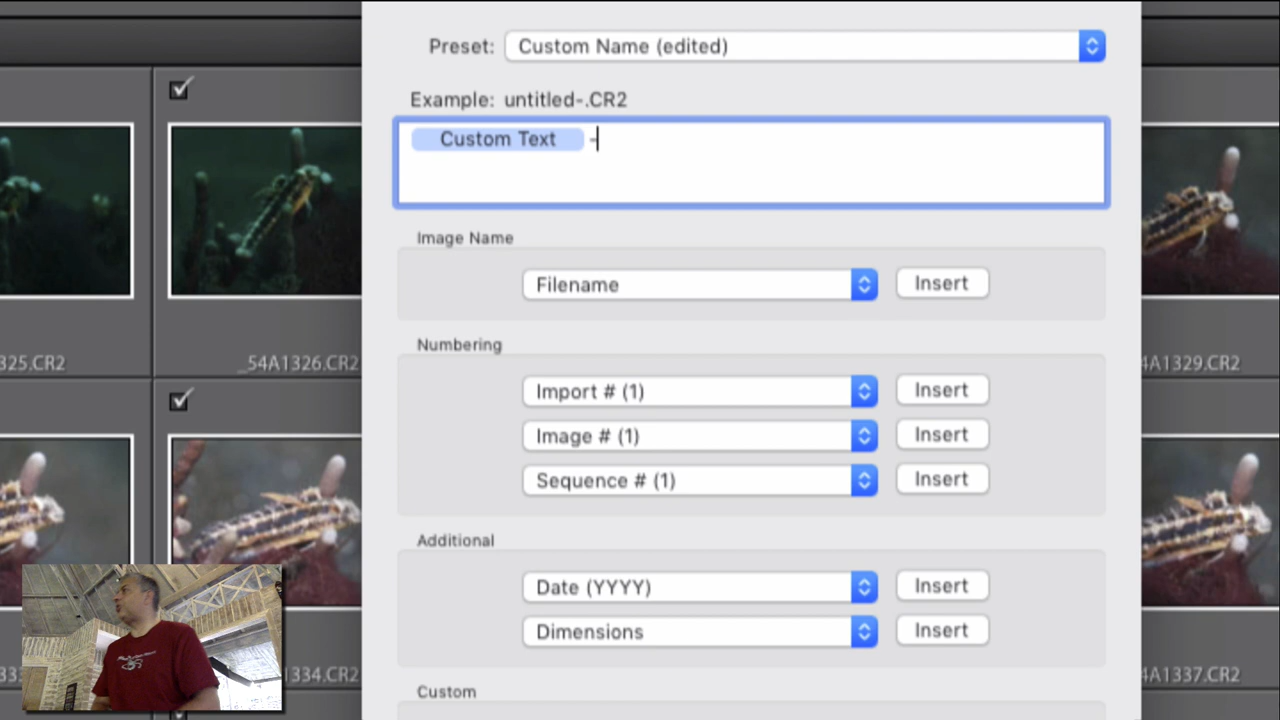 Preset: Custom Name (edited)
Example: untitled-.CR2
Custom Text -
Image Name
Filename Insert
325.CR2 _54A1326.CR2 4A1329.CR2
Numbering
Import # (1) Insert
Image # (1) Insert
Sequence # (1) Insert
Additional
Date (YYYY) Insert
Dimensions Insert
1334.CR2 4A1337.CR2
Custom